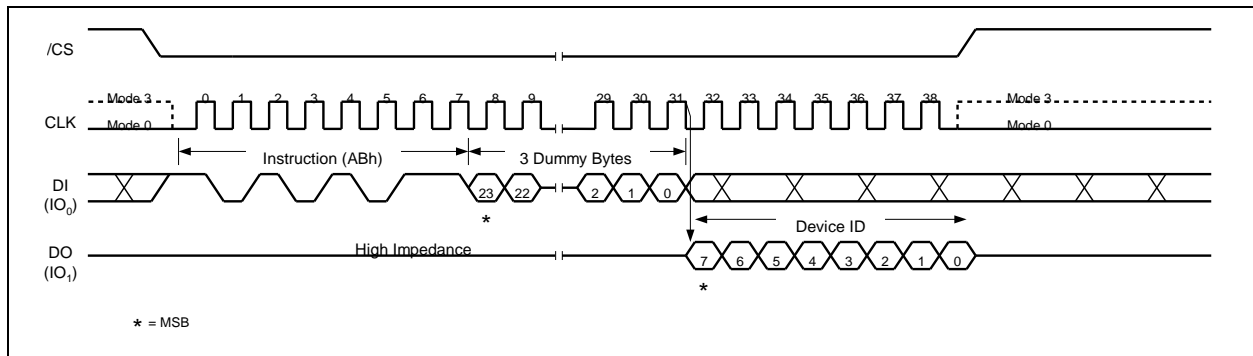 /CS
Mode 3 0 1 2 3 4 5 6 7 8 9 29 30 31 32 33 34 35 36 37 38 Mode 3
CLK Mode 0 Mode 0
Instruction (ABh) 3 Dummy Bytes
DI
(IO0)
23 22 2 1 0
*
Device ID
DO
(IO1)
High Impedance
7 6 5 4 3 2 1 0
*
* = MSB